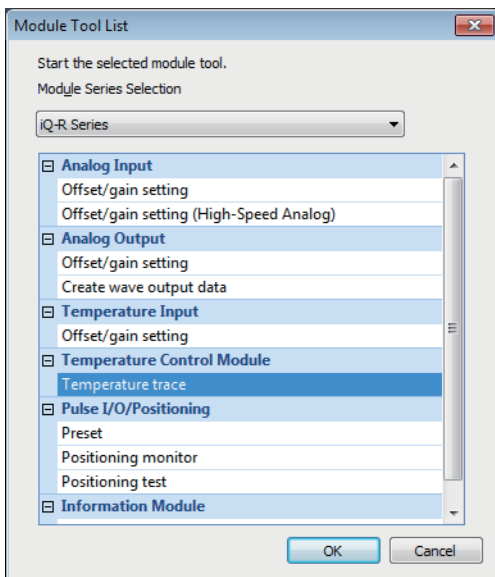 Module Tool List
Start the selected module tool.
Module Series Selection
iQ-R Series
Analog Input
Offset/gain setting
Offset/gain setting (High-Speed Analog)
Analog Output
Offset/gain setting
Create wave output data
Temperature Input
Offset/gain setting
Temperature Control Module
Temperature trace
Pulse I/O/Positioning
Preset
Positioning monitor
Positioning test
Information Module
OK Cancel